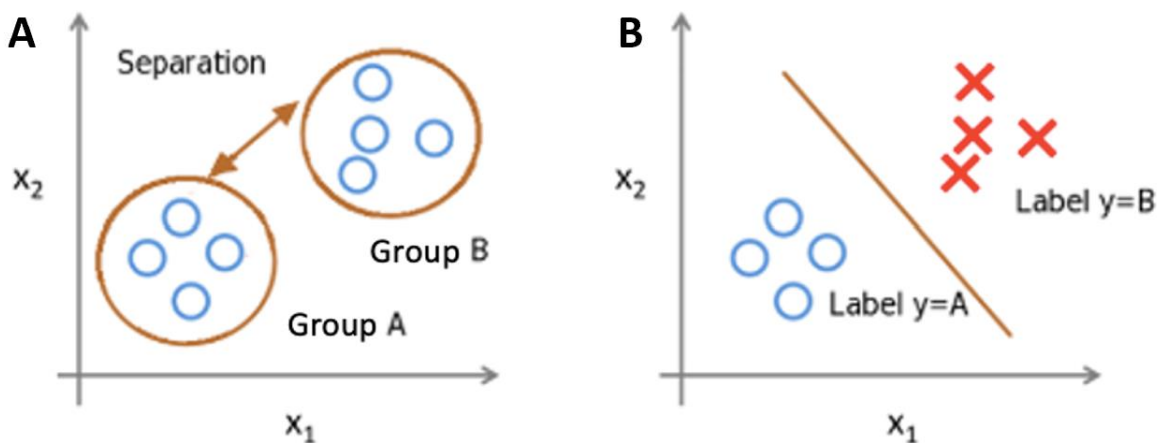 A
Separation
x2
Group B
Group A
x1
B
x2
Label y=B
Label y=A
x1